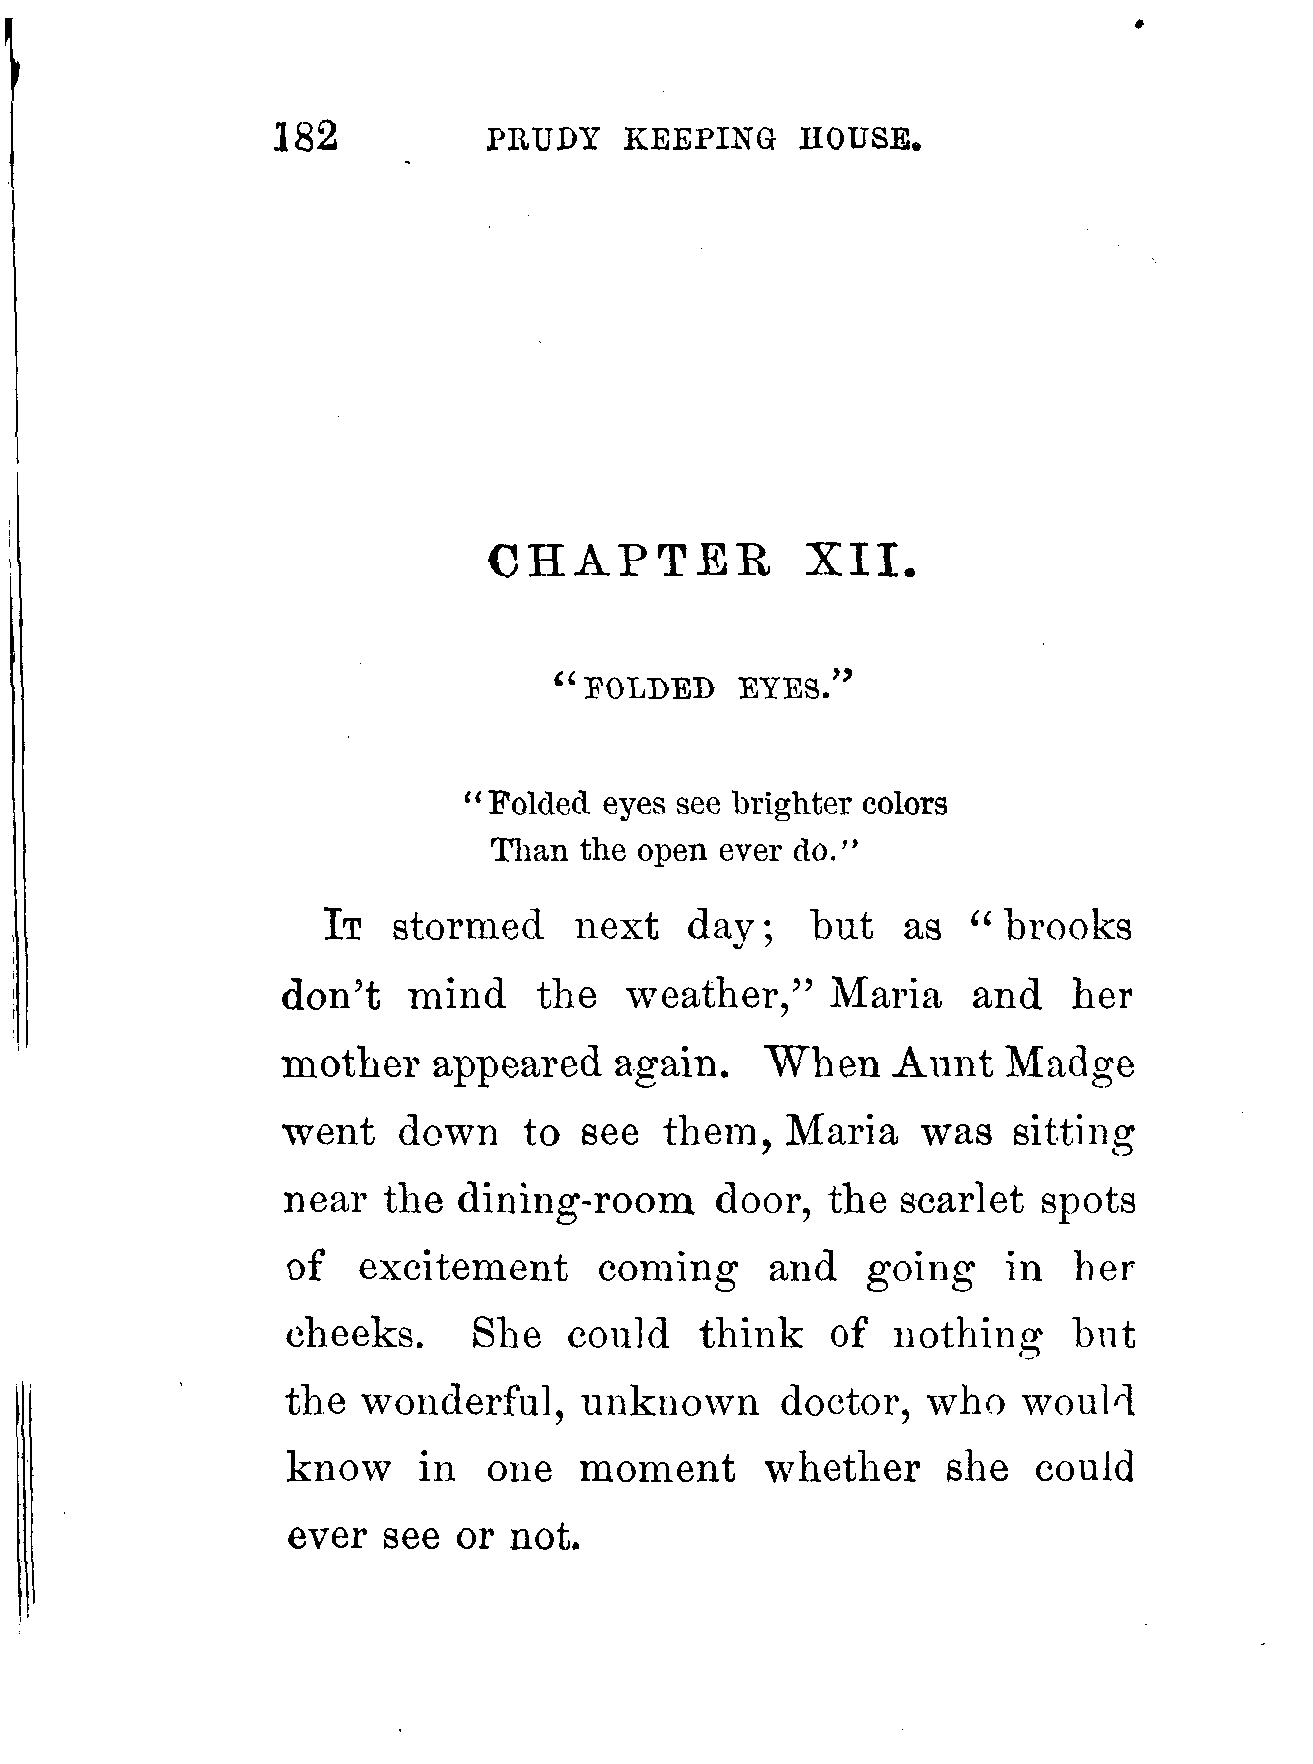 182 PRUDY KEEPING HOUSE.
CHAPTER XII.
"FOLDED EYES."
"Folded eyes see brighter colors
Than the open ever do."
IT stormed next day; but as "brooks
don't mind the weather," Maria and her
mother appeared again. When Aunt Madge
went down to see them, Maria was sitting
near the dining-room door, the scarlet spots
of excitement coming and going in her
cheeks. She could think of nothing but
the wonderful, unknown doctor, who would
know in one moment whether she could
ever see or not.